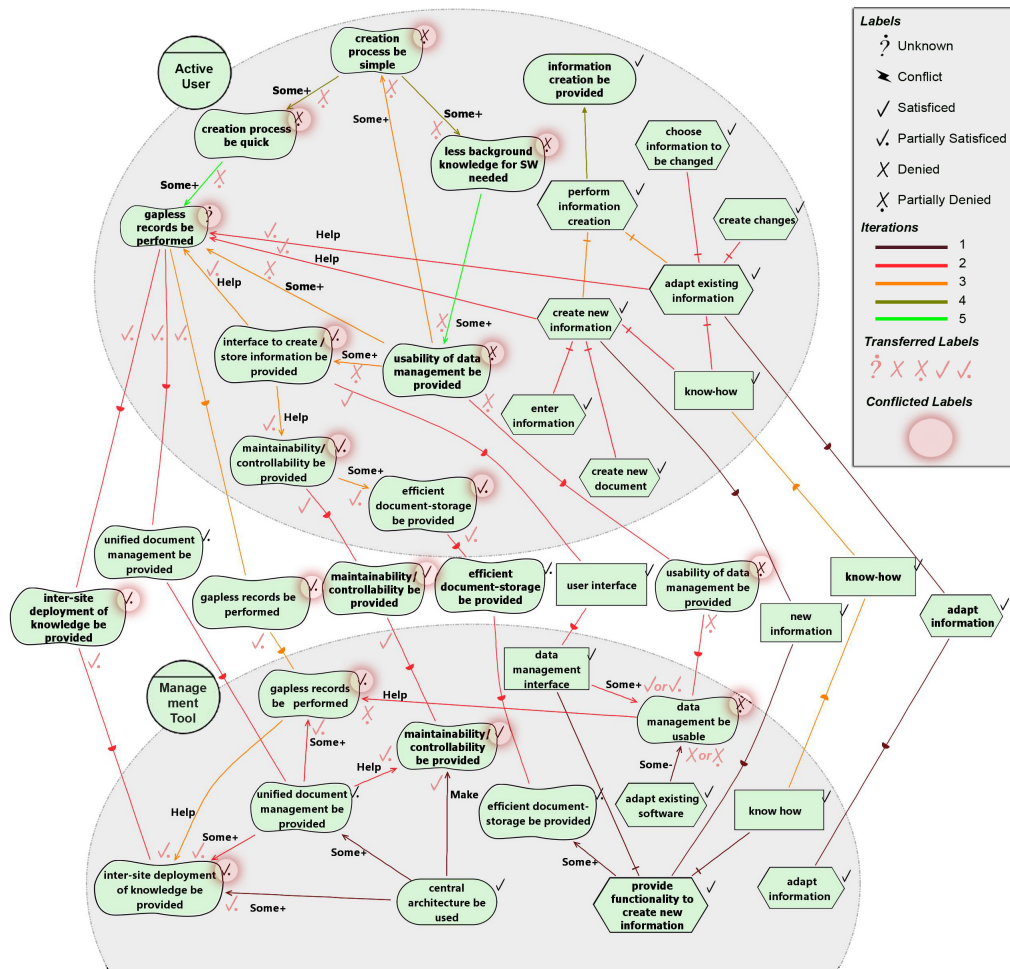 creation
process be
simple
Active
User
information
creation be
provided
Labels
Unknown
Conflict
Satisficed
Partially Satisficed
Denied
Partially Denied
Iterations
1
2
3
4
5
Transferred Labels
Conflicted Labels
Some+
Some+
Some+
creation process
be quick
less background
knowledge for SW
needed
choose
information to
be changed
perform
information
creation
create changes
Some+
gapless
records be
performed
Help
Help
adapt existing
information
Help
Some+
create new
information
interface to create /
store information be
provided
Some+
Some+
usability of data
management be
provided
know-how
enter
information
Help
maintainability/
controllability be
provided
Some+
efficient
document-storage
be provided
create new
document
unified document
management be
provided
inter-site
deployment of
knowledge be
provided
gapless records be
performed
maintainability/
controllability be
provided
efficient
document-storage
be provided
user interface
usability of data
management be
provided
know-how
new
information
adapt
information
Manage
ment Tool
data
management
interface
gapless records
be performed
Help
Some+
or
data
management be
usable
Some+
maintainability/
controllability
be provided
Some-
or
Help
Make
Help
unified document
management be
provided
efficient document-
storage be provided
adapt existing
software
know how
Some+
Some+
Some+
inter-site deployment
of knowledge be
provided
Some+
central
architecture be
used
provide
functionality to
create new
information
adapt
information